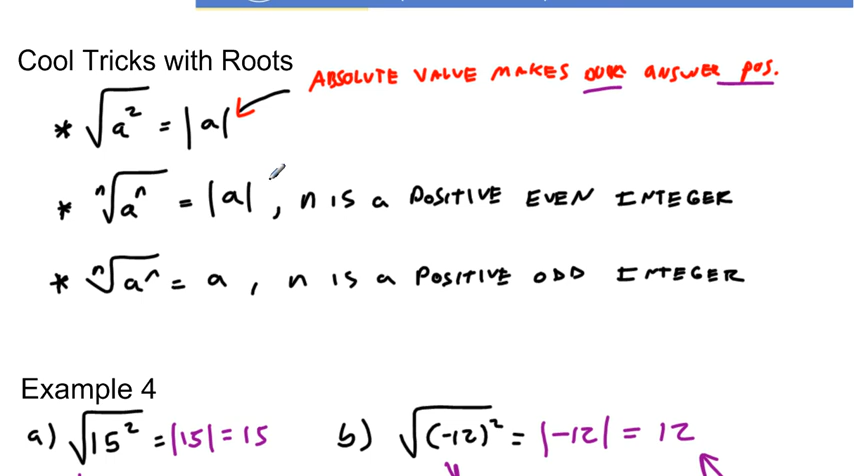 Cool Tricks with Roots
ABSOLUTE VALUE MAKES OUR ANSWER POS.
* √a² = |a|
* ⁿ√aⁿ = |a| , n IS A POSITIVE EVEN INTEGER
* ⁿ√aⁿ = a , n IS A POSITIVE ODD INTEGER
Example 4
a) √15² = |15| = 15
b) √(-12)² = |-12| = 12